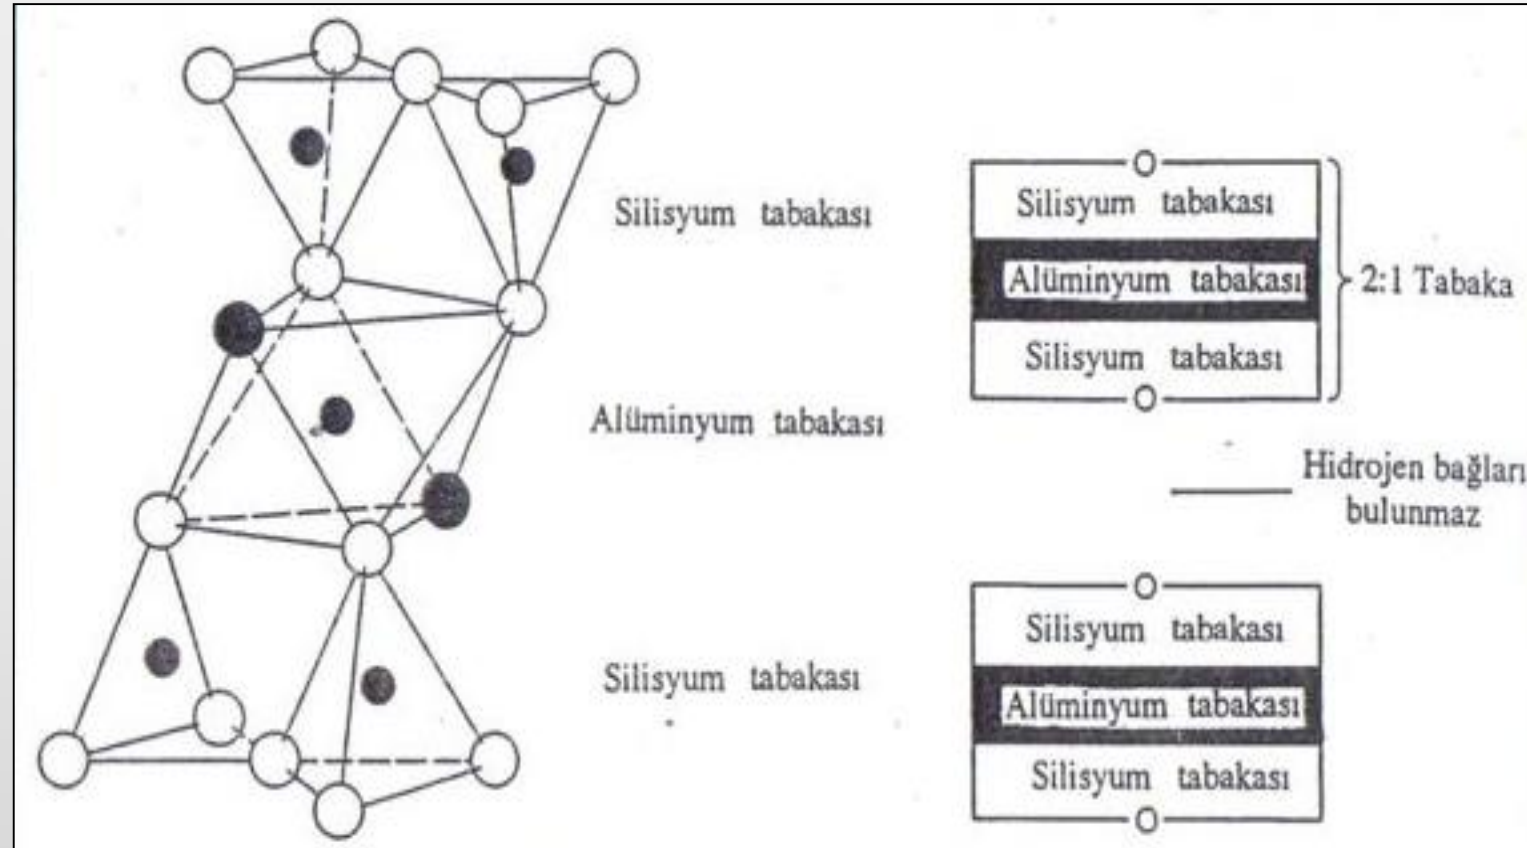 Silisyum tabakası
Alüminyum tabakası
Silisyum tabakası
Silisyum tabakası
Alüminyum tabakası
Silisyum tabakası
2:1 Tabaka
Hidrojen bağları
bulunmaz
Silisyum tabakası
Alüminyum tabakası
Silisyum tabakası